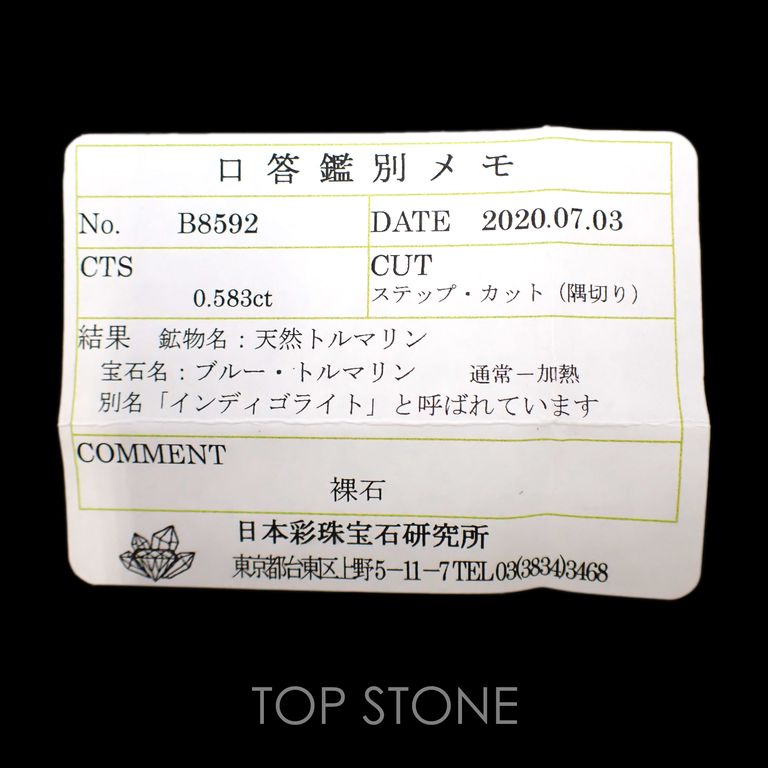 口答鑑別メモ
No. B8592 DATE 2020.07.03
CTS CUT
0.583ct ステップ・カット（隅切り）
結果 鉱物名：天然トルマリン
宝石名：ブルー・トルマリン 通常－加熱
別名「インディゴライト」と呼ばれています
COMMENT
裸石
日本彩珠宝石研究所
東京都台東区上野5－11－7 TEL03(3834)3468
TOP STONE